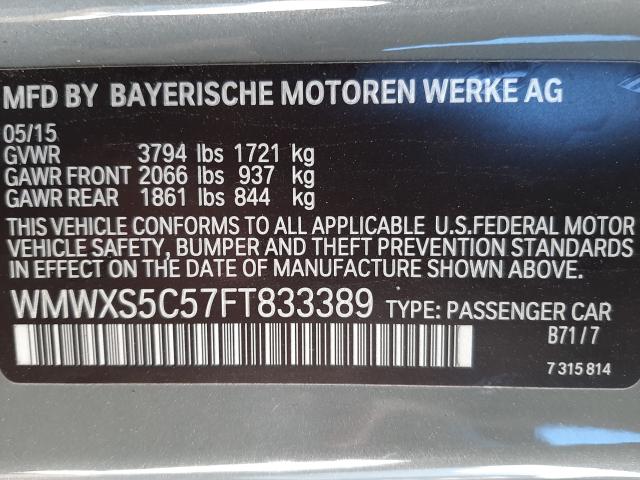 MFD BY BAYERISCHE MOTOREN WERKE AG
05/15
GVWR 3794 lbs 1721 kg
GAWR FRONT 2066 lbs 937 kg
GAWR REAR 1861 lbs 844 kg
THIS VEHICLE CONFORMS TO ALL APPLICABLE U.S.FEDERAL MOTOR
VEHICLE SAFETY, BUMPER AND THEFT PREVENTION STANDARDS
IN EFFECT ON THE DATE OF MANUFACTURE SHOWN ABOVE.
WMWXS5C57FT833389 TYPE: PASSENGER CAR
B71/7
7 315 814